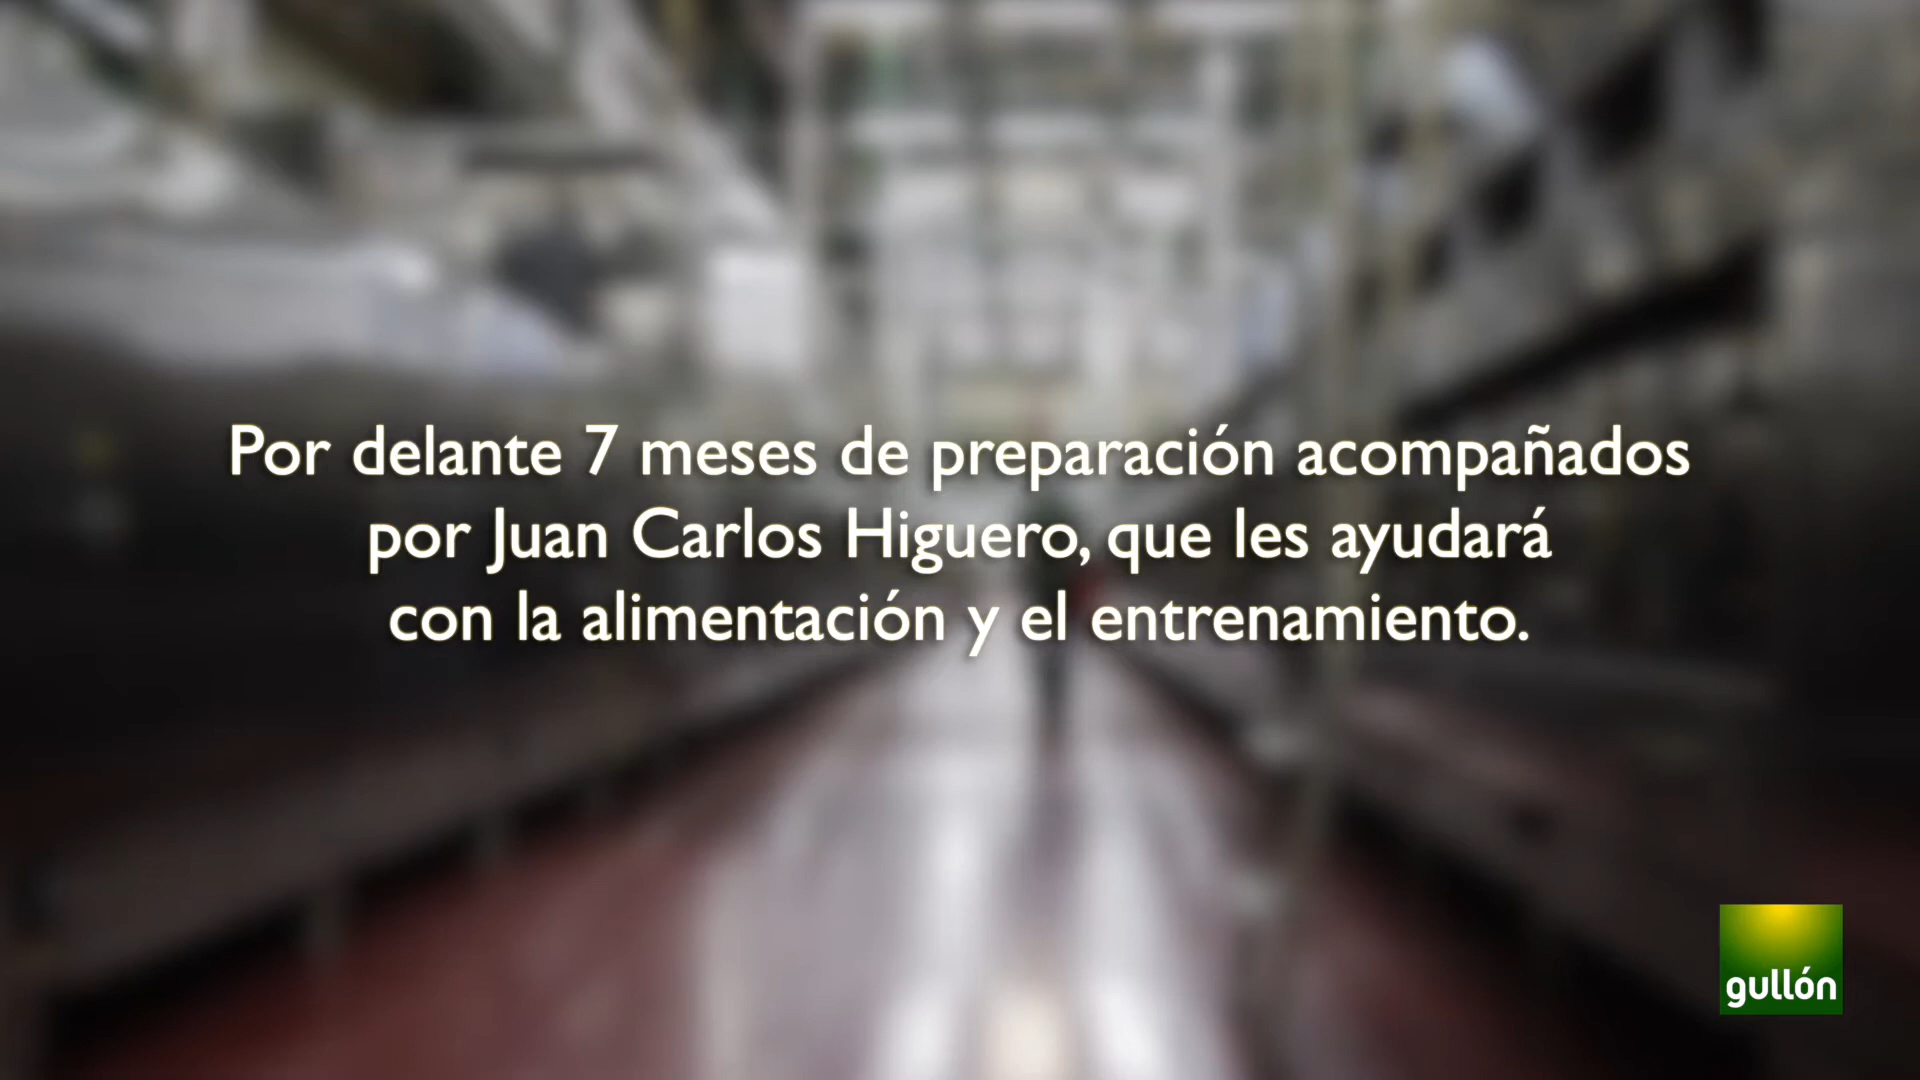 Por delante 7 meses de preparación acompañados
por Juan Carlos Higuero, que les ayudará
con la alimentación y el entrenamiento.
gullón